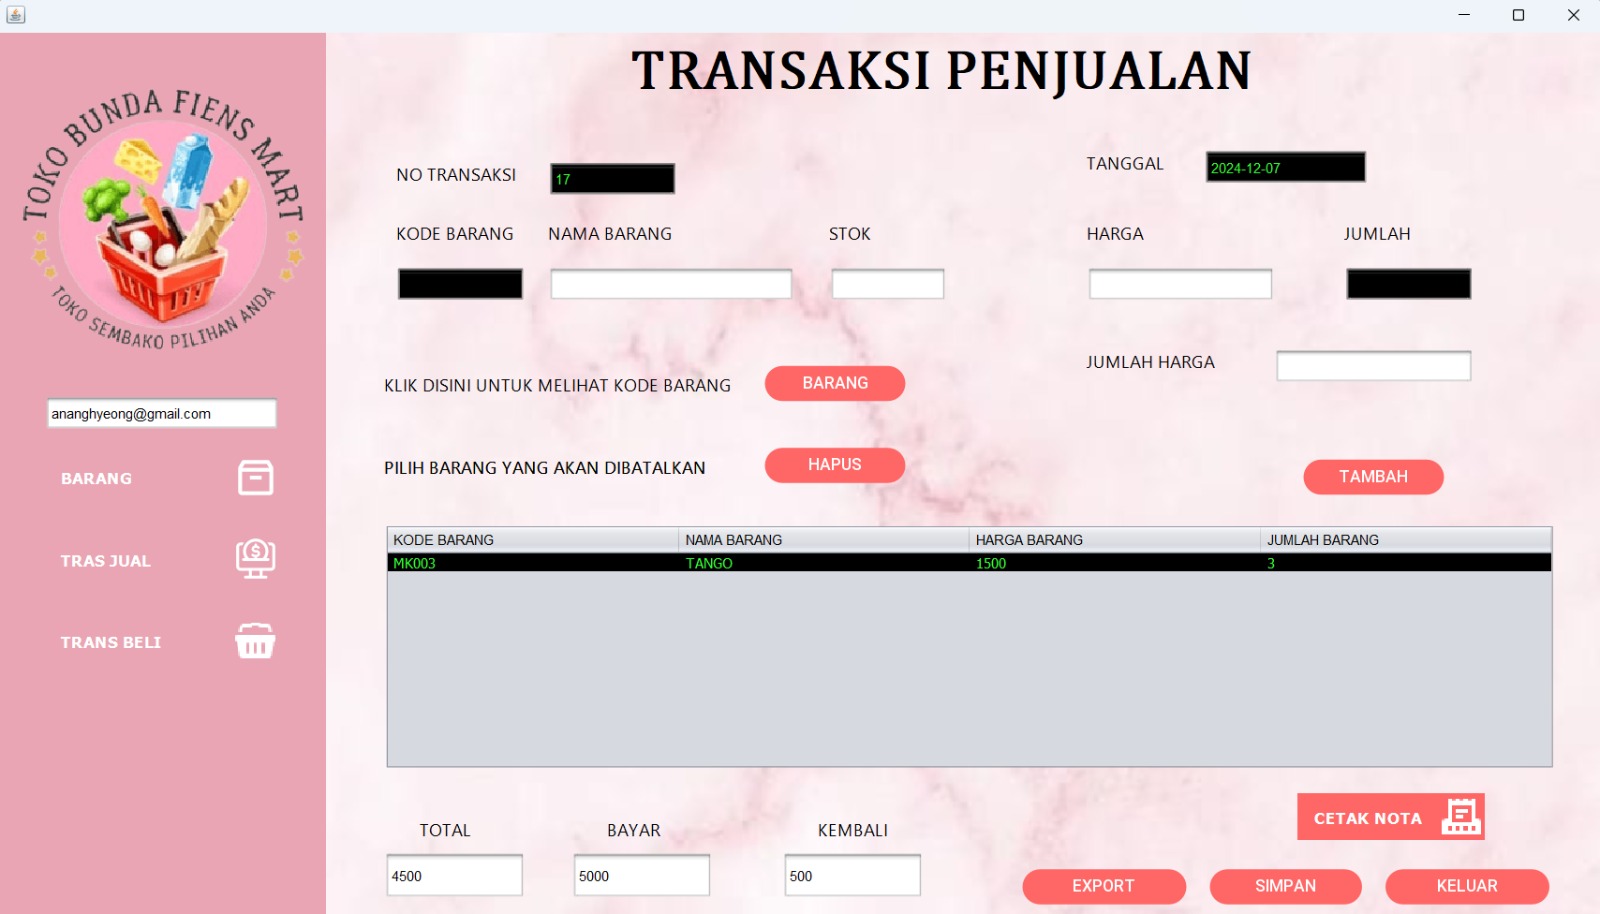 TRANSAKSI PENJUALAN
TOKO BUNDA FIENS MART
TOKO SEMBAKO PILIHAN ANDA
ananghyeong@gmail.com
BARANG
TRAS JUAL
TRANS BELI
NO TRANSAKSI 17
TANGGAL 2024-12-07
KODE BARANG NAMA BARANG STOK HARGA JUMLAH
JUMLAH HARGA
KLIK DISINI UNTUK MELIHAT KODE BARANG BARANG
PILIH BARANG YANG AKAN DIBATALKAN HAPUS
TAMBAH
KODE BARANG NAMA BARANG HARGA BARANG JUMLAH BARANG
MK003 TANGO 1500 3
CETAK NOTA
TOTAL BAYAR KEMBALI
4500 5000 500
EXPORT SIMPAN KELUAR